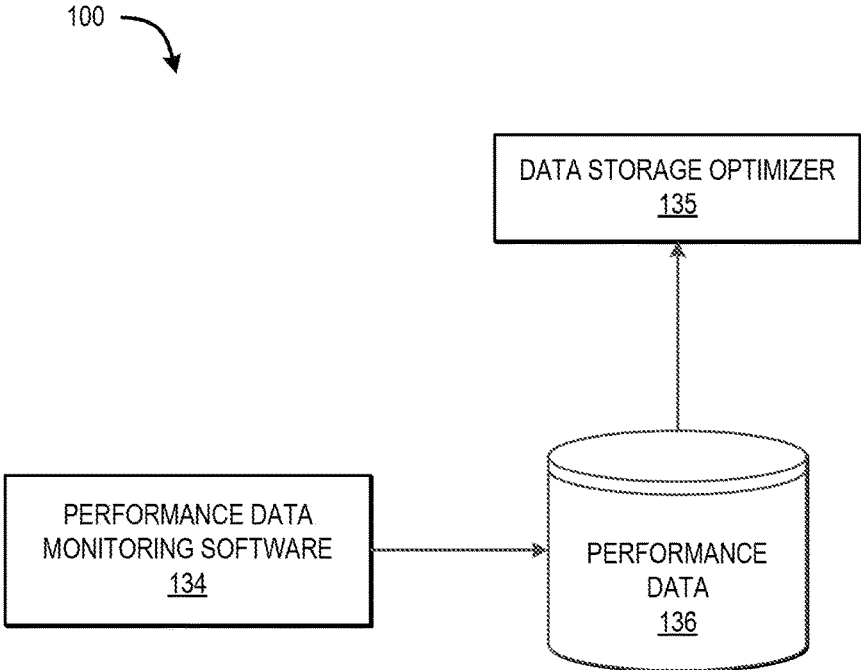 100
DATA STORAGE OPTIMIZER
135
PERFORMANCE DATA
MONITORING SOFTWARE
134
PERFORMANCE
DATA
136